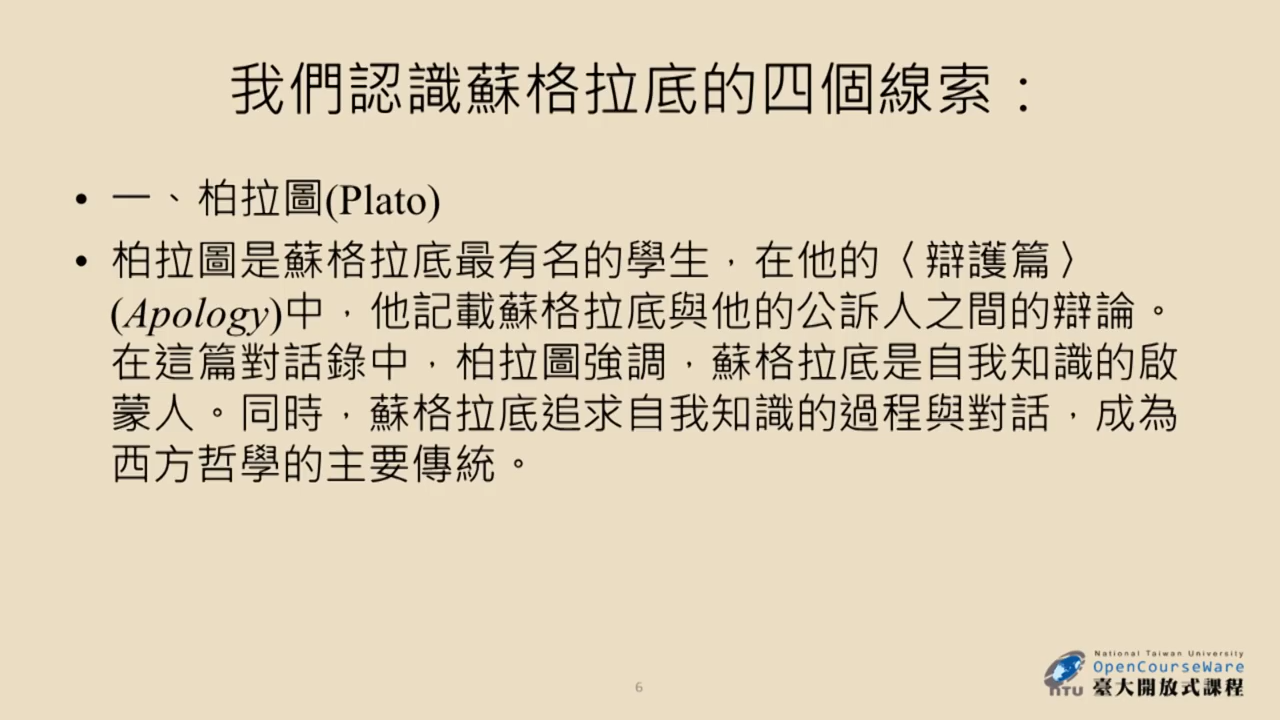 我們認識蘇格拉底的四個線索：
• 一、柏拉圖(Plato)
• 柏拉圖是蘇格拉底最有名的學生，在他的〈辯護篇〉
(Apology)中，他記載蘇格拉底與他的公訴人之間的辯論。
在這篇對話錄中，柏拉圖強調，蘇格拉底是自我知識的啟
蒙人。同時，蘇格拉底追求自我知識的過程與對話，成為
西方哲學的主要傳統。
6
National Taiwan University
OpenCourseWare
NTU 臺大開放式課程